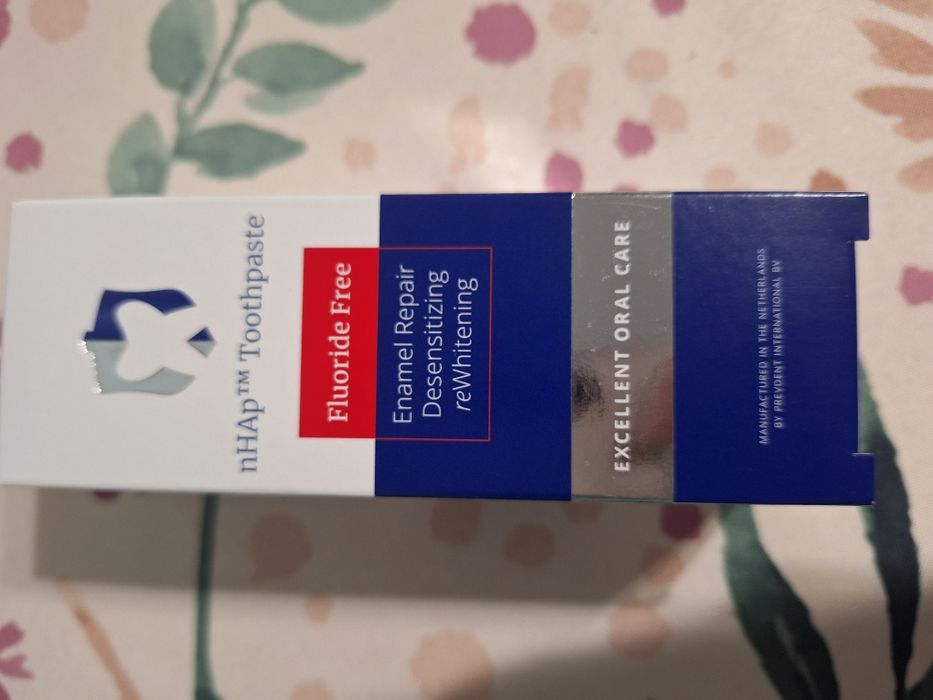 nHAp™ Toothpaste
Fluoride Free
Enamel Repair
Desensitizing
reWhitening
EXCELLENT ORAL CARE
MANUFACTURED IN THE NETHERLANDS
BY PREVDENT INTERNATIONAL BV